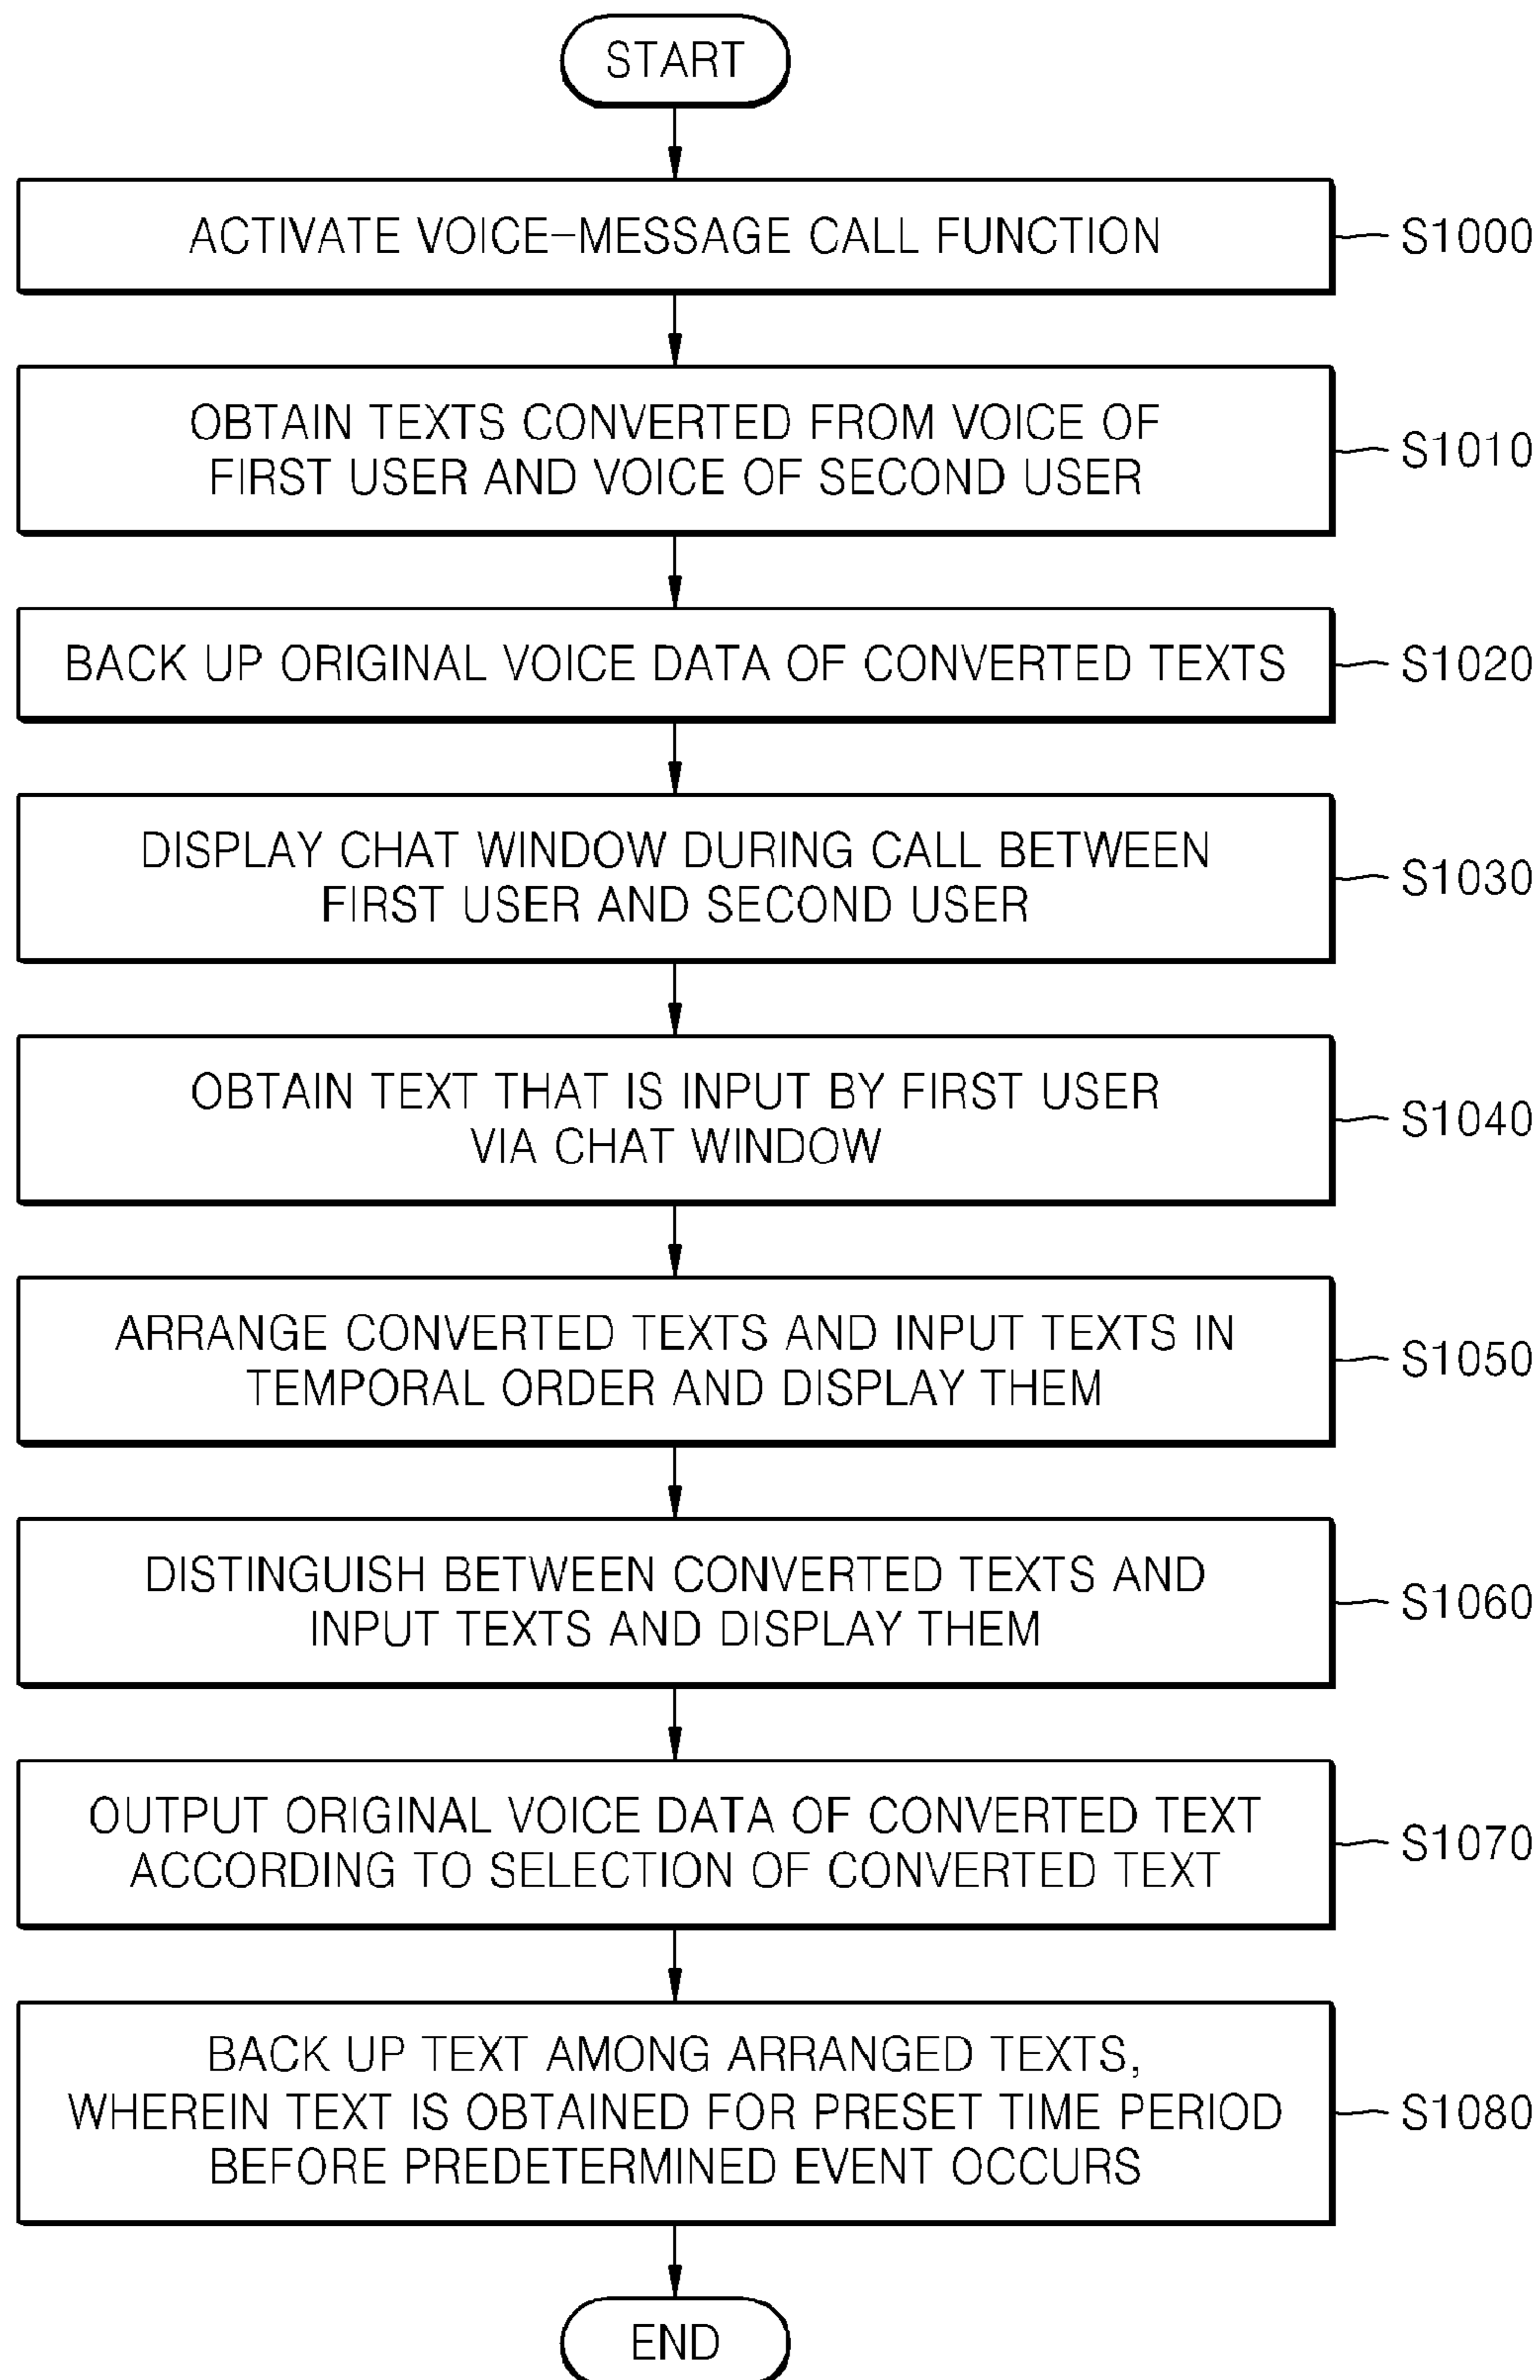 START
ACTIVATE VOICE-MESSAGE CALL FUNCTION
S1000
OBTAIN TEXTS CONVERTED FROM VOICE OF
FIRST USER AND VOICE OF SECOND USER
S1010
BACK UP ORIGINAL VOICE DATA OF CONVERTED TEXTS
S1020
DISPLAY CHAT WINDOW DURING CALL BETWEEN
FIRST USER AND SECOND USER
S1030
OBTAIN TEXT THAT IS INPUT BY FIRST USER
VIA CHAT WINDOW
S1040
ARRANGE CONVERTED TEXTS AND INPUT TEXTS IN
TEMPORAL ORDER AND DISPLAY THEM
S1050
DISTINGUISH BETWEEN CONVERTED TEXTS AND
INPUT TEXTS AND DISPLAY THEM
S1060
OUTPUT ORIGINAL VOICE DATA OF CONVERTED TEXT
ACCORDING TO SELECTION OF CONVERTED TEXT
S1070
BACK UP TEXT AMONG ARRANGED TEXTS,
WHEREIN TEXT IS OBTAINED FOR PRESET TIME PERIOD
BEFORE PREDETERMINED EVENT OCCURS
S1080
END